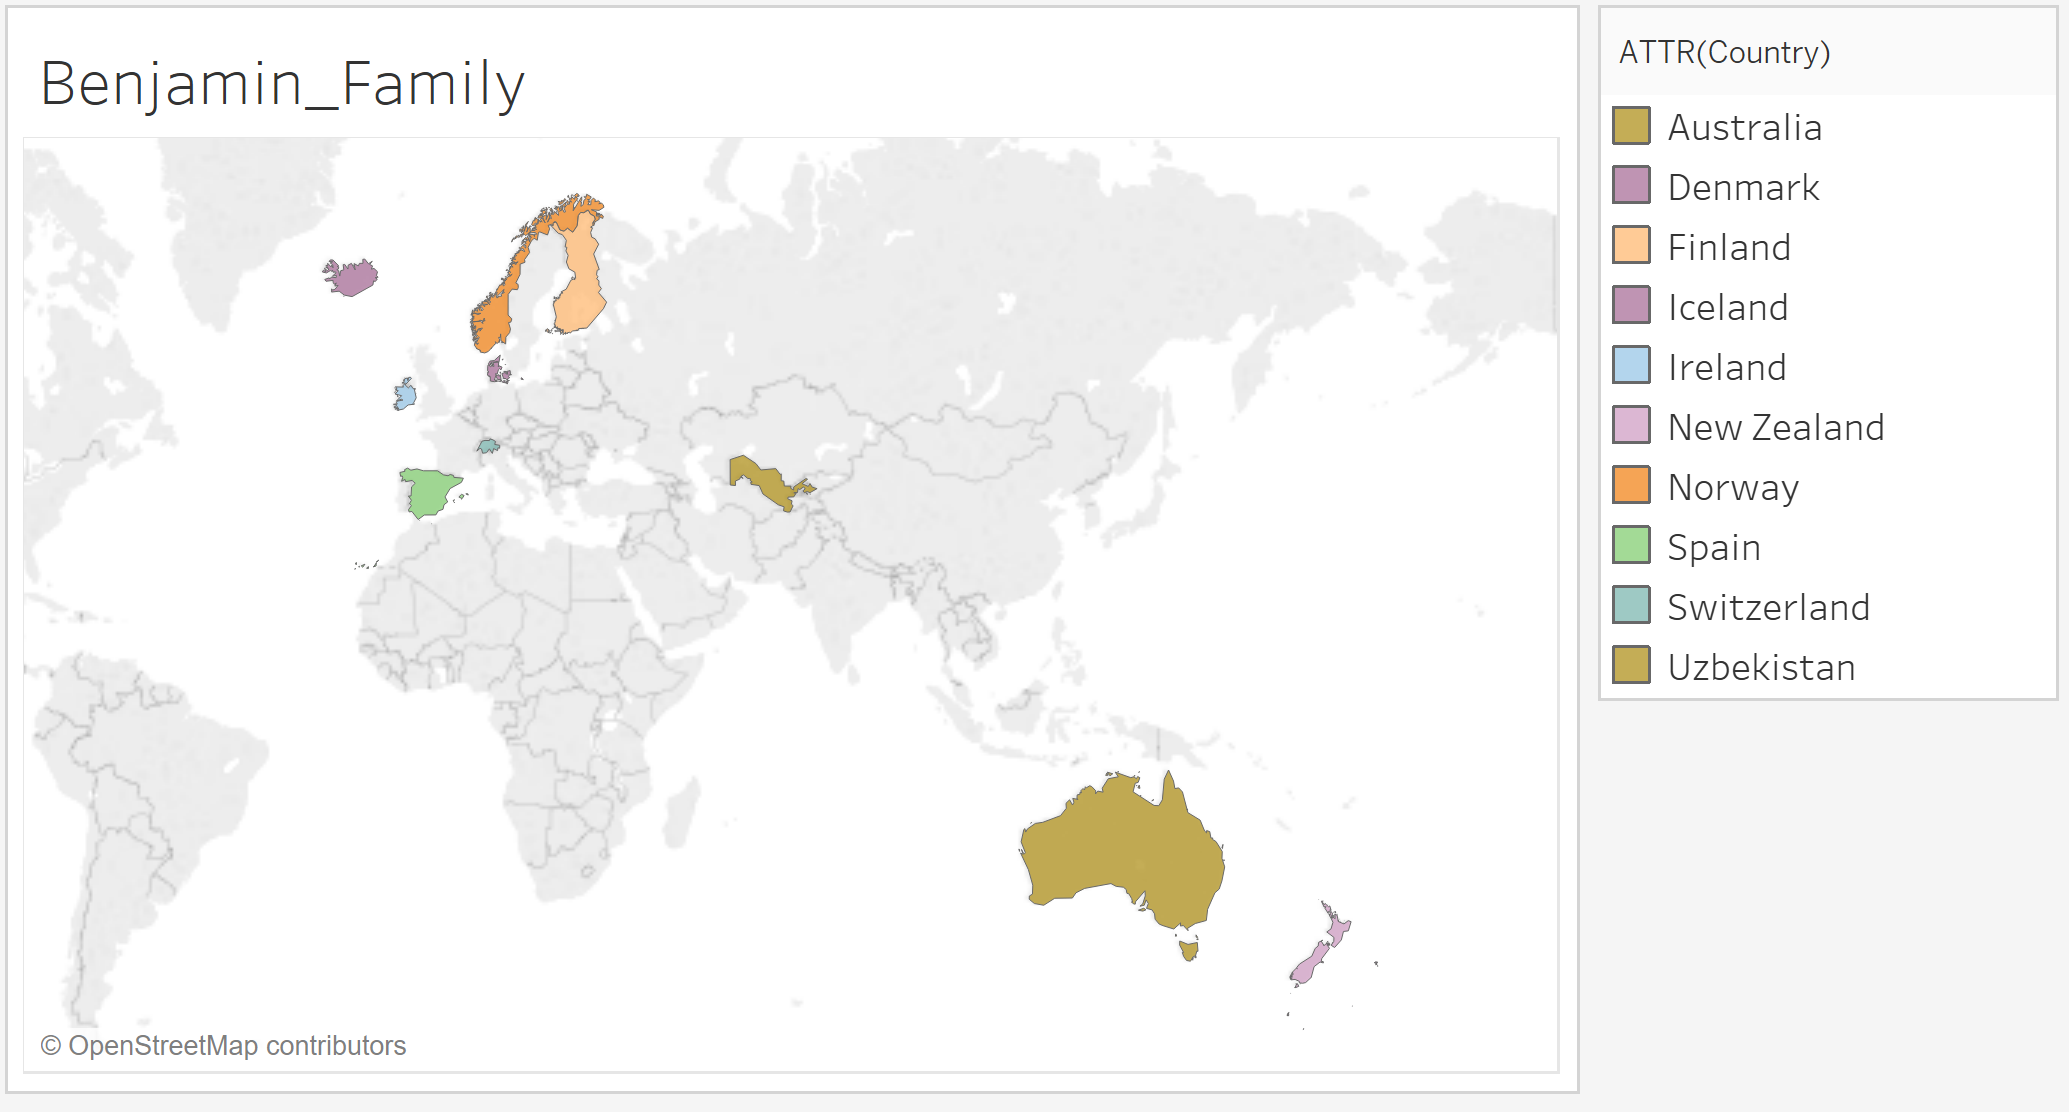 Benjamin_Family
© OpenStreetMap contributors
ATTR(Country)
Australia
Denmark
Finland
Iceland
Ireland
New Zealand
Norway
Spain
Switzerland
Uzbekistan